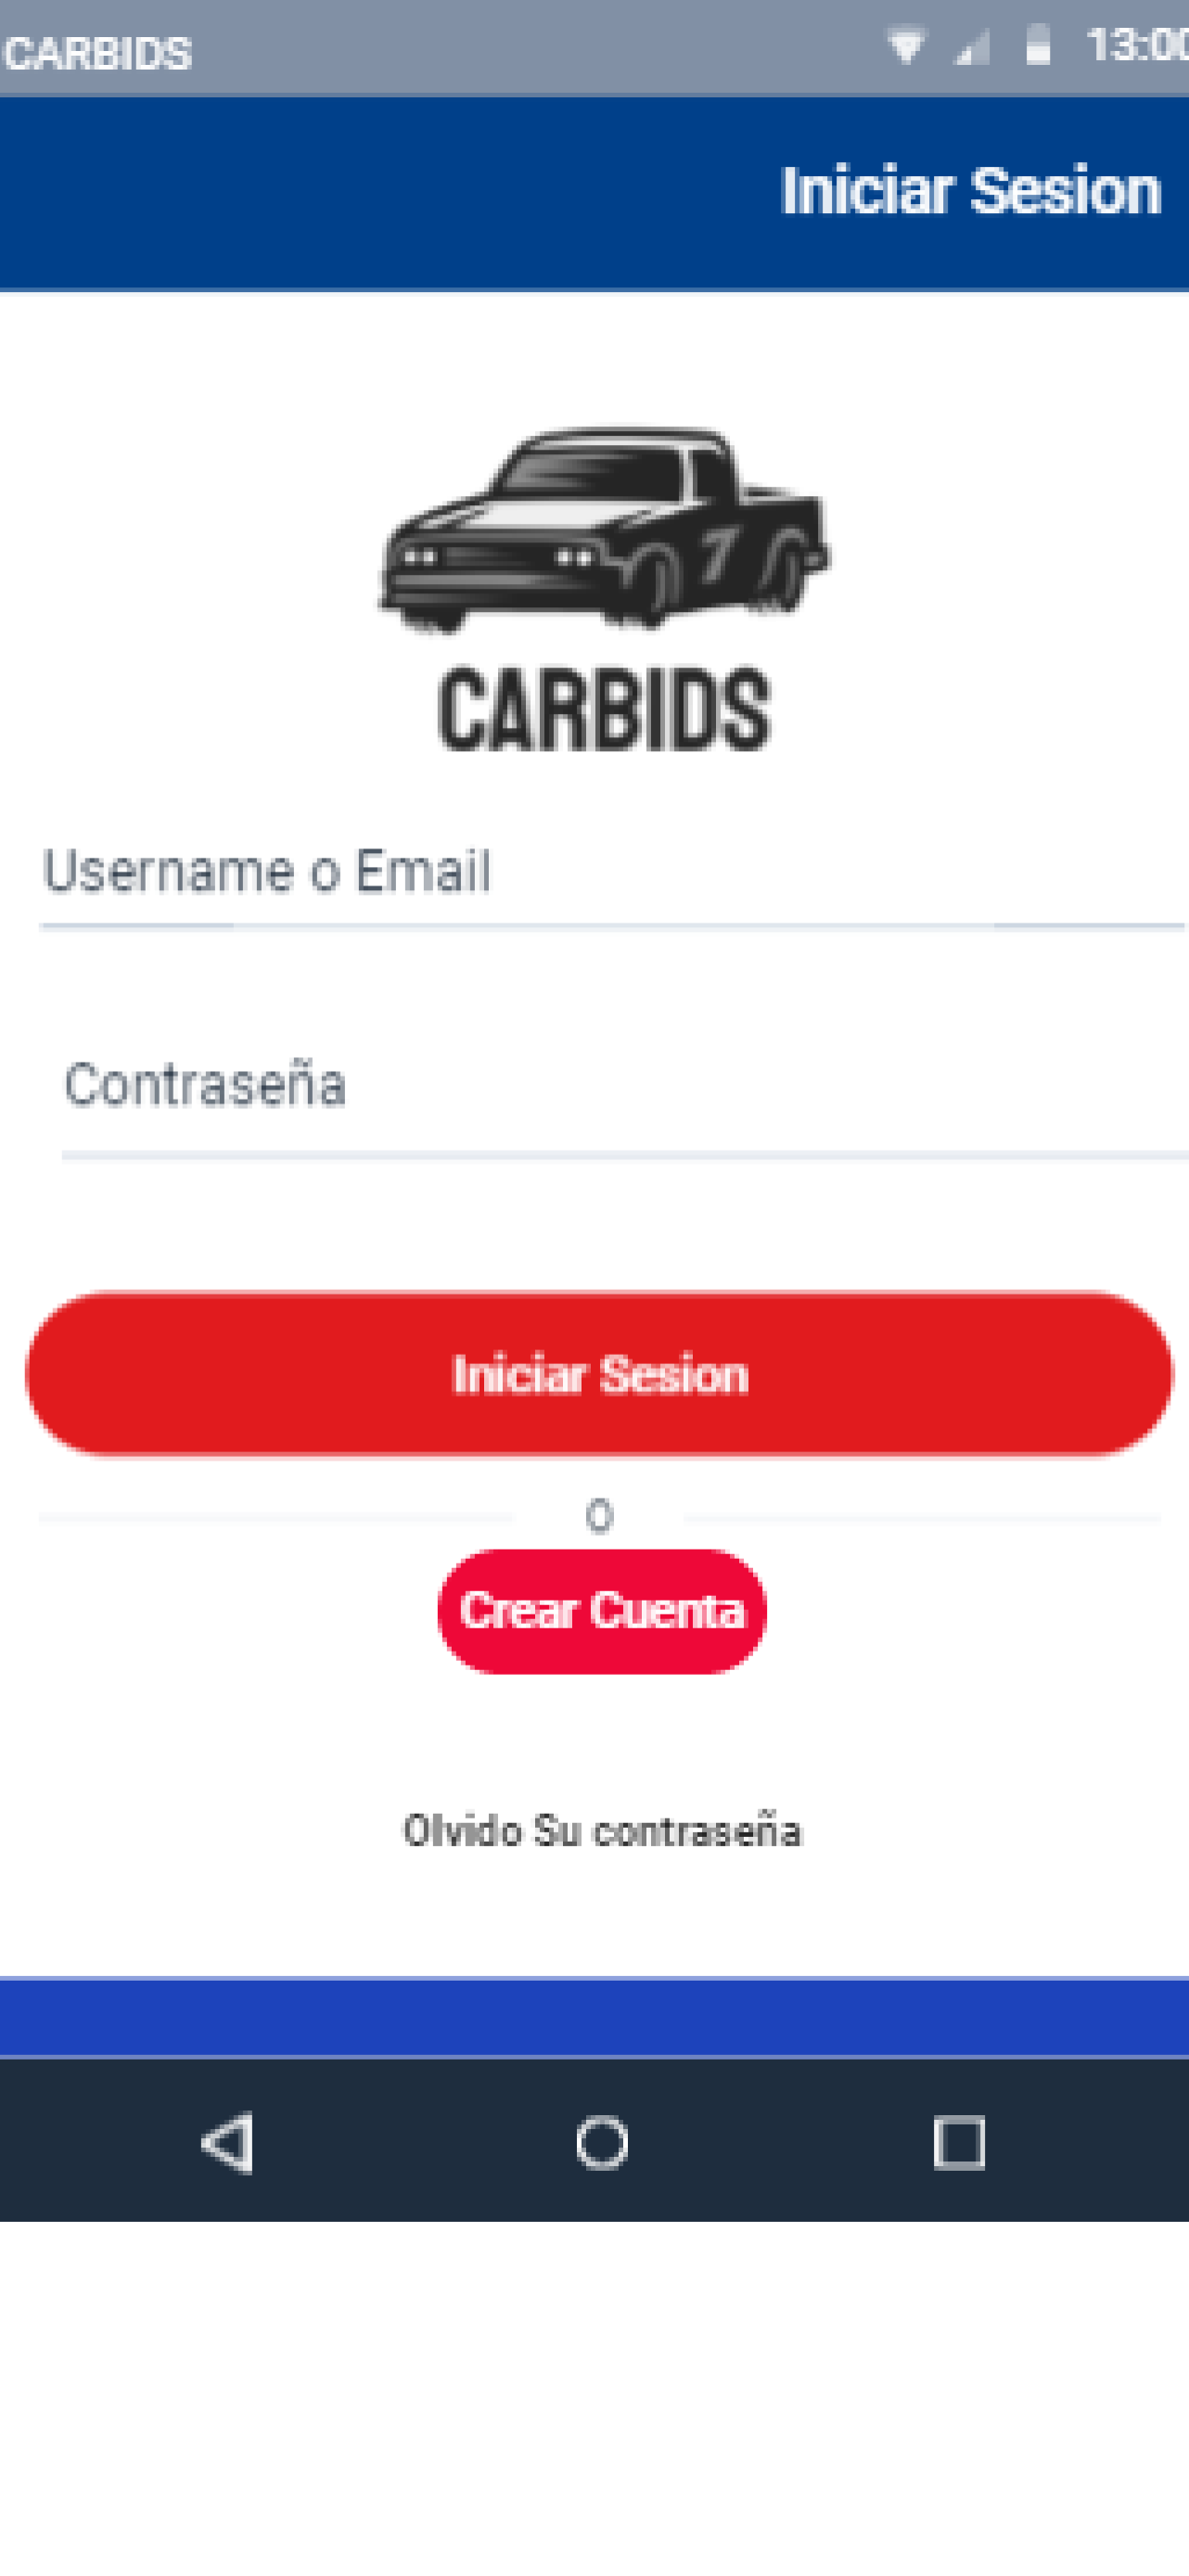 CARBIDS
13:00
Iniciar Sesion
CARBIDS
Username o Email
Contraseña
Iniciar Sesion
O
Crear Cuenta
Olvido Su contraseña